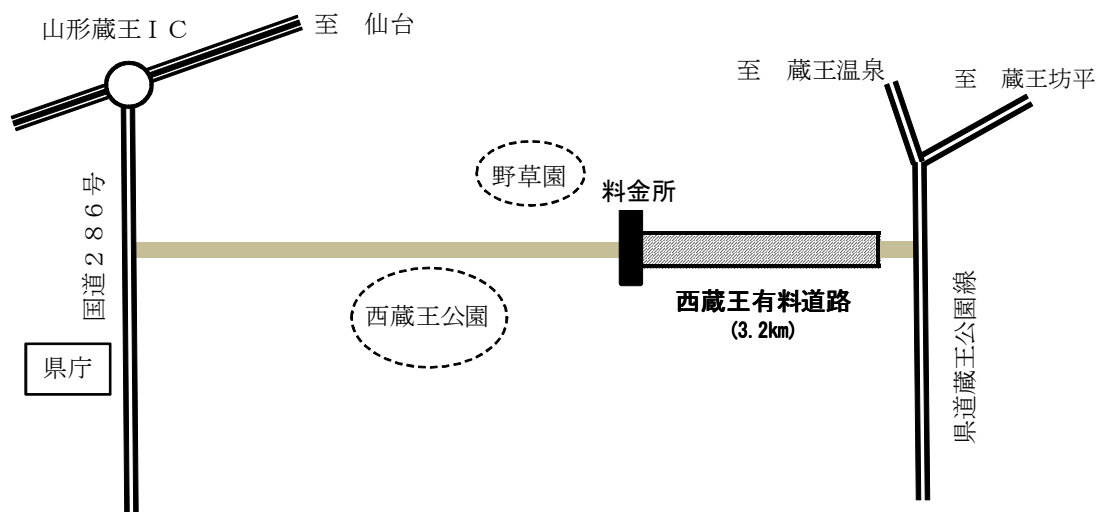 山形蔵王ＩＣ
至　仙台
至　蔵王温泉
至　蔵王坊平
野草園
料金所
国道２８６号
西蔵王公園
西蔵王有料道路
(3.2km)
県道蔵王公園線
県庁